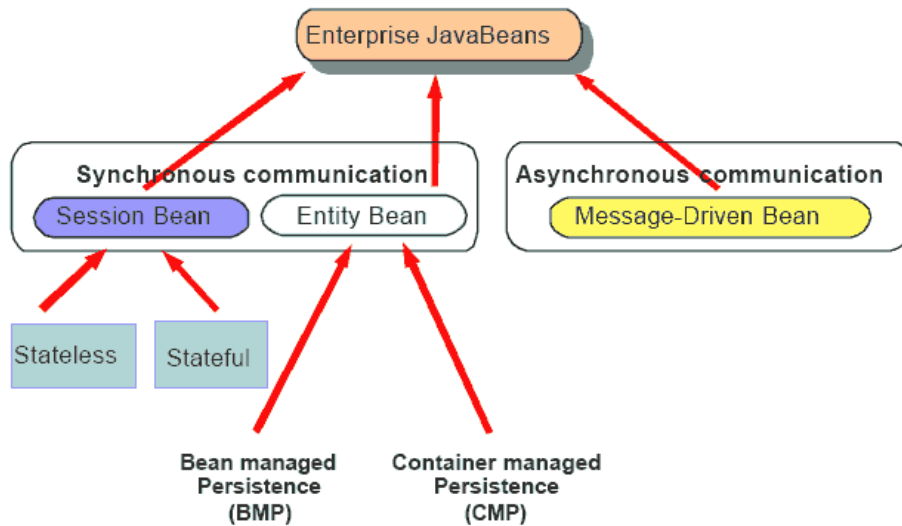 Enterprise JavaBeans
Synchronous communication
Session Bean
Entity Bean
Asynchronous communication
Message-Driven Bean
Stateless
Stateful
Bean managed
Persistence
(BMP)
Container managed
Persistence
(CMP)